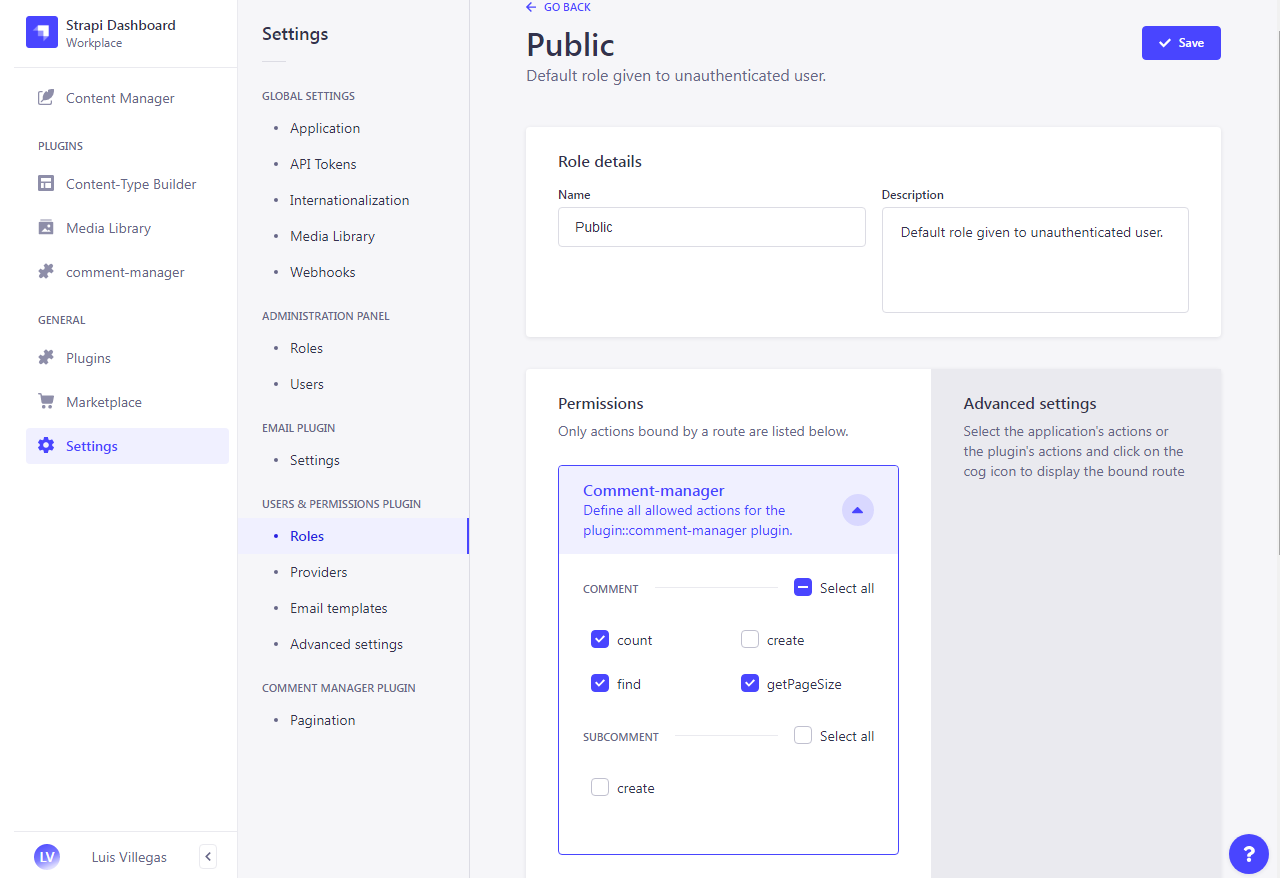 Strapi Dashboard
Workplace
Content Manager
PLUGINS
Content-Type Builder
Media Library
comment-manager
GENERAL
Plugins
Marketplace
Settings
LV
Luis Villegas
Settings
GLOBAL SETTINGS
Application
API Tokens
Internationalization
Media Library
Webhooks
ADMINISTRATION PANEL
Roles
Users
EMAIL PLUGIN
Settings
USERS & PERMISSIONS PLUGIN
Roles
Providers
Email templates
Advanced settings
COMMENT MANAGER PLUGIN
Pagination
GO BACK
Public
Save
Default role given to unauthenticated user.
Role details
Name
Public
Description
Default role given to unauthenticated user.
Permissions
Only actions bound by a route are listed below.
Comment-manager
Define all allowed actions for the
plugin::comment-manager plugin.
COMMENT
Select all
count
create
find
getPageSize
SUBCOMMENT
Select all
create
Advanced settings
Select the application's actions or
the plugin's actions and click on the
cog icon to display the bound route
?